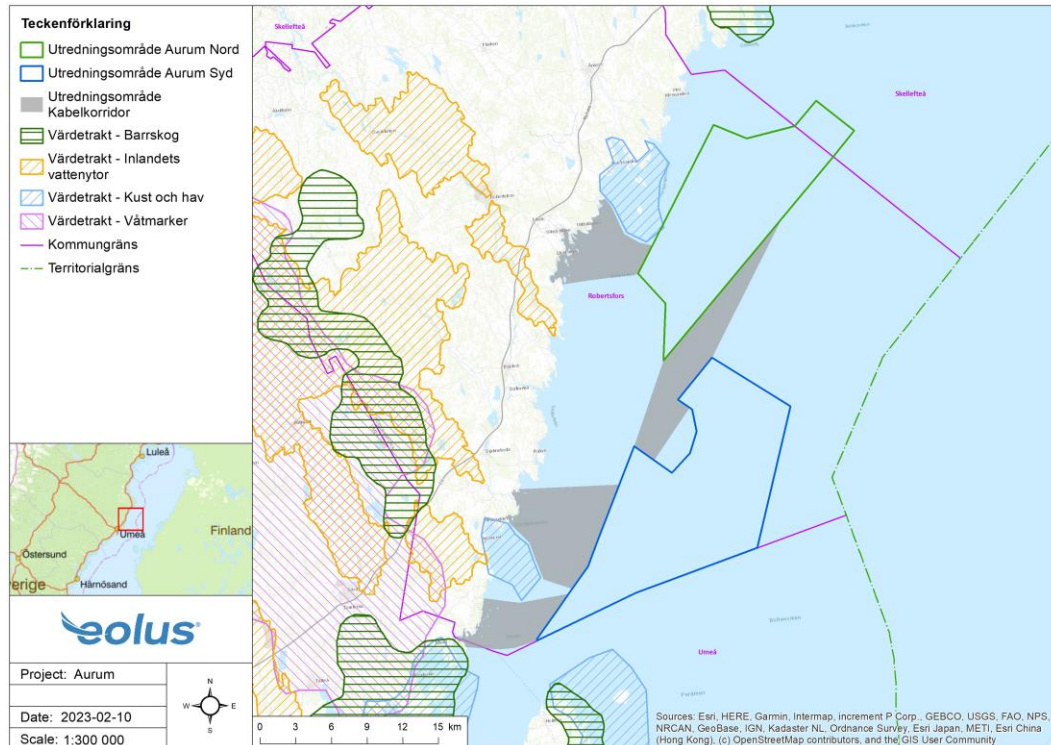 Teckenförklaring
Utredningsområde Aurum Nord
Utredningsområde Aurum Syd
Utredningsområde
Kabelkorridor
Värdetrakt - Barrskog
Värdetrakt - Inlandets
vattenytor
Värdetrakt - Kust och hav
Värdetrakt - Våtmarker
Kommungräns
Territorialgräns
Skellefteå
Skellefteå
Robertsfors
Umeå
Luleå
Umeå
Finland
Östersund
Härnösand
verige
eolus
Project: Aurum
Date: 2023-02-10
Scale: 1:300 000
N
W
E
S
0 3 6 9 12 15 km
Sources: Esri, HERE, Garmin, Intermap, increment P Corp., GEBCO, USGS, FAO, NPS,
NRCAN, GeoBase, IGN, Kadaster NL, Ordnance Survey, Esri Japan, METI, Esri China
(Hong Kong), (c) OpenStreetMap contributors, and the GIS User Community